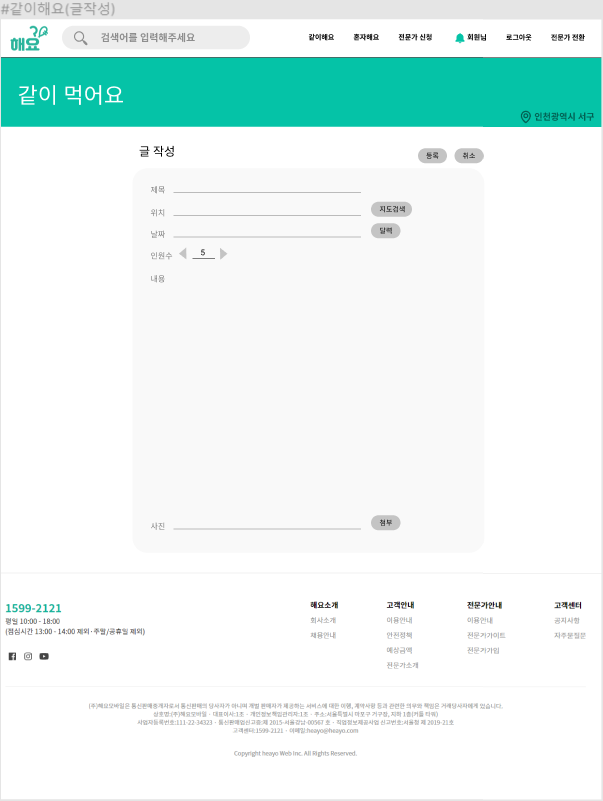 #같이해요(글작성)
해요
검색어를 입력해주세요
같이해요 혼자해요 전문가 신청 회원님 로그아웃 전문가 전환
같이 먹어요
인천광역시 서구
글 작성
등록 취소
제목
위치 지도검색
날짜 달력
인원수 5
내용
사진 첨부
1599-2121
평일 10:00 - 18:00
(점심시간 13:00 - 14:00 제외·주말/공휴일 제외)
해요소개 고객안내 전문가안내 고객센터
회사소개 이용안내 이용안내 공지사항
채용안내 안전정책 전문가가이드 자주묻질문
예상금액 전문가가입
전문가소개
(주)해요모바일은 통신판매중개자로서 통신판매의 당사자가 아니며 개별 판매자가 제공하는 서비스에 대한 이행, 계약사항 등과 관련한 의무와 책임은 거래당사자에게 있습니다.
상호명:(주)해요모바일 · 대표이사:1조 · 개인정보책임관리자:1조 · 주소:서울특별시 마포구 거구장, 지하 1층(커플 타워)
사업자등록번호:111-22-34323 · 통신판매업신고증:제 2015-서울강남-00567 호 · 직업정보제공사업 신고번호:서울청 제 2019-21호
고객센터:1599-2121 · 이메일:heayo@heayo.com
Copyright heayo Web Inc. All Rights Reserved.